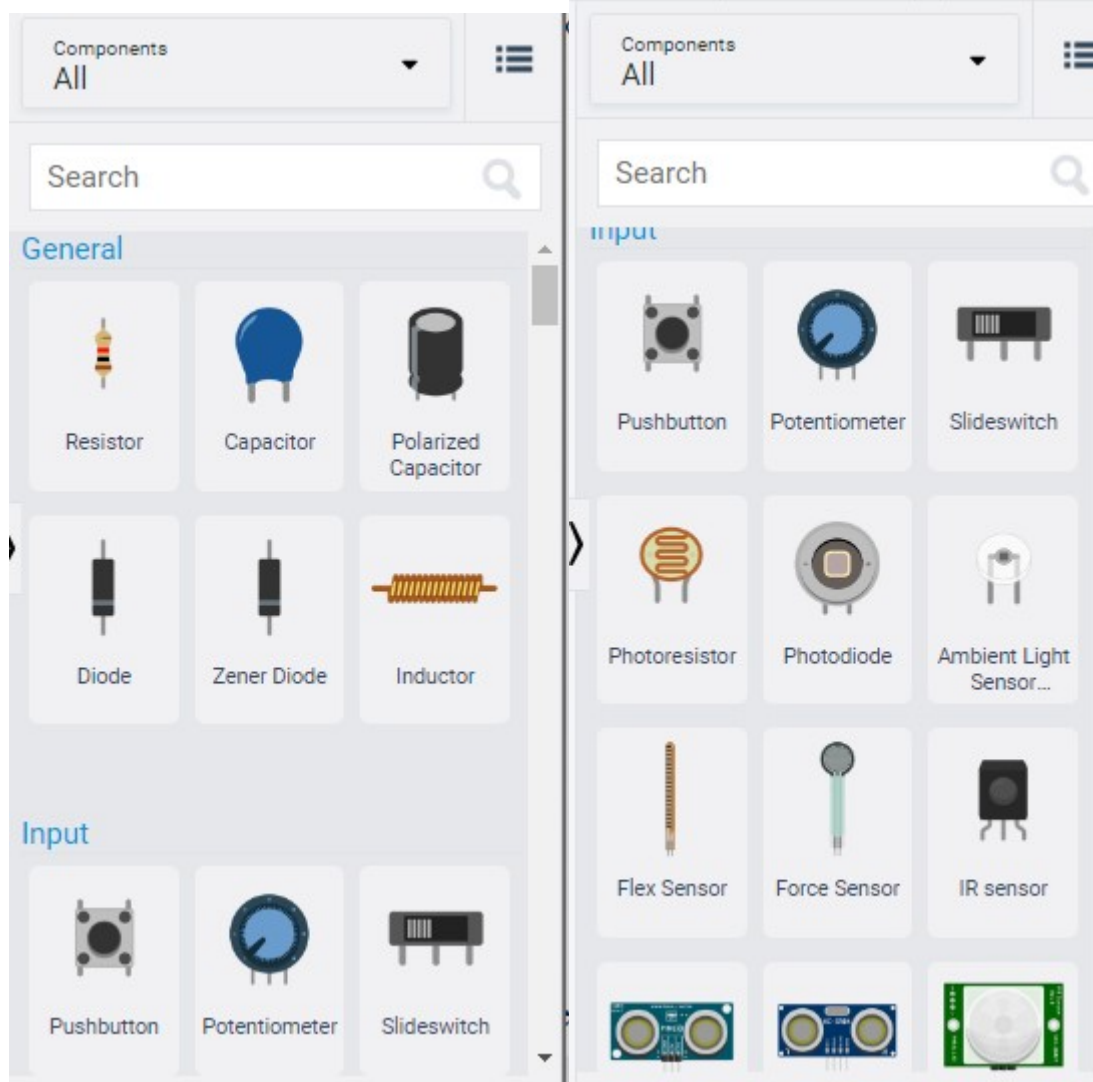 Components
All
Search
General
Resistor
Capacitor
Polarized
Capacitor
Diode
Zener Diode
Inductor
Input
Pushbutton
Potentiometer
Slideswitch
Components
All
Search
Input
Pushbutton
Potentiometer
Slideswitch
Photoresistor
Photodiode
Ambient Light
Sensor...
Flex Sensor
Force Sensor
IR sensor